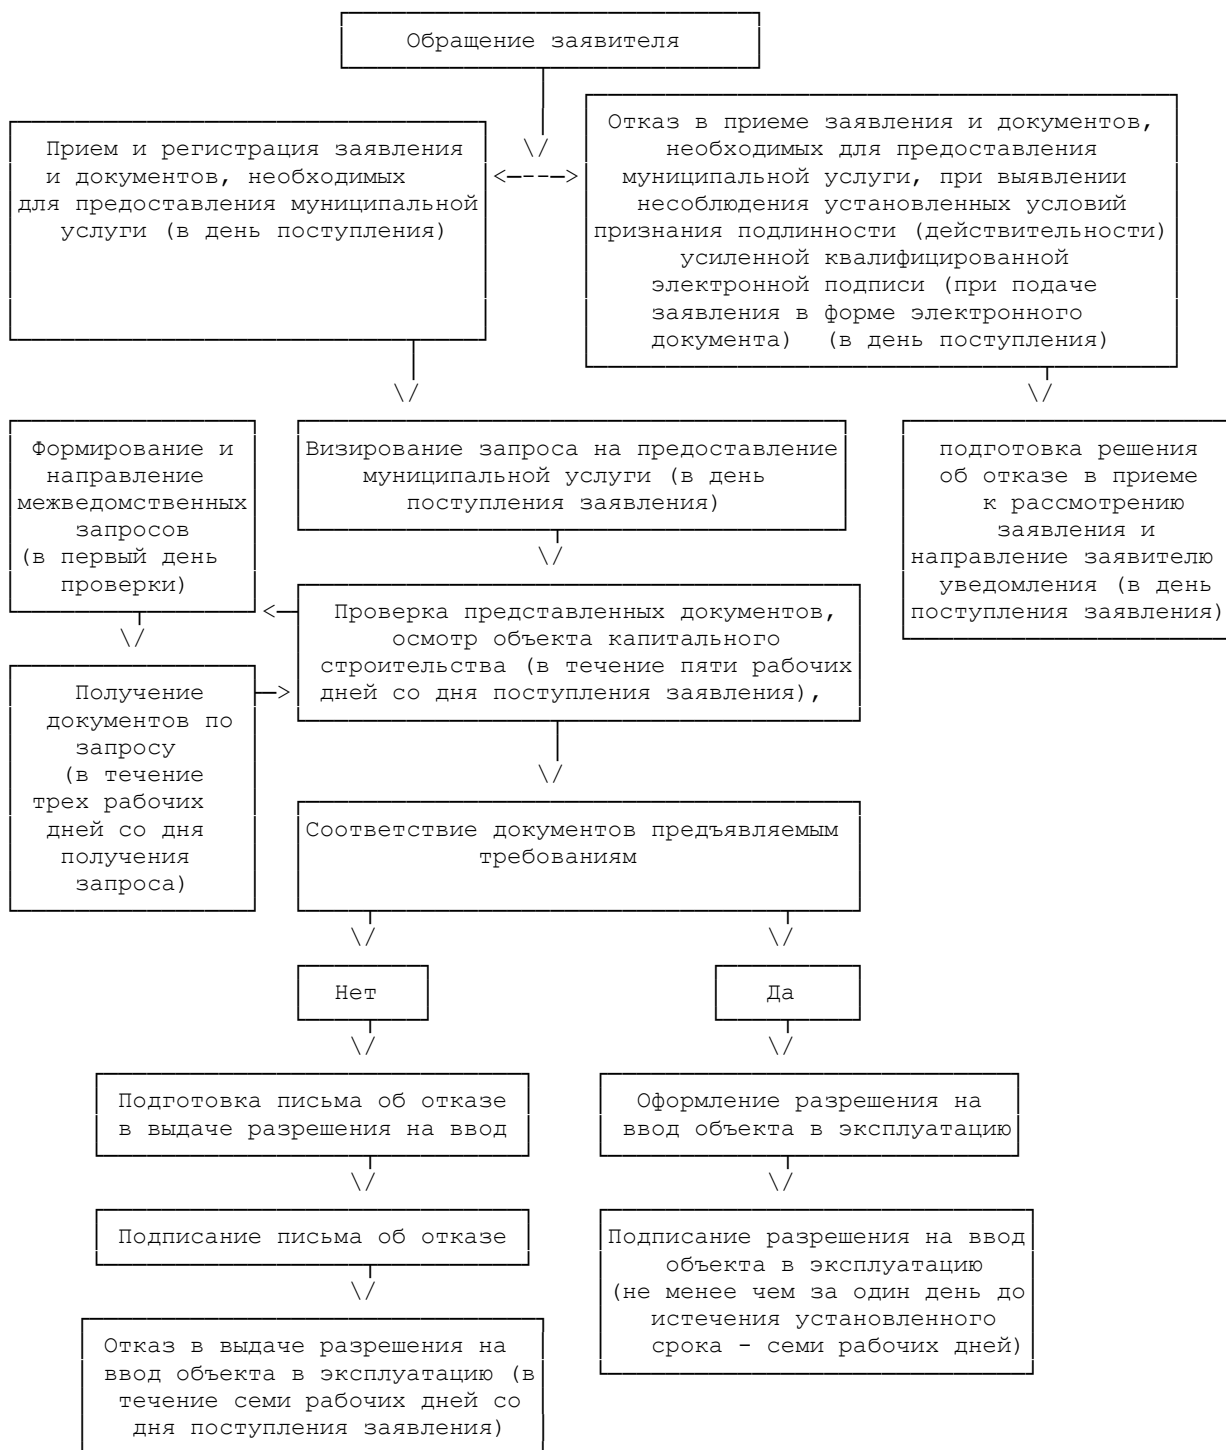 Обращение заявителя
Прием и регистрация заявления
и документов, необходимых
для предоставления муниципальной
услуги (в день поступления)
Отказ в приеме заявления и документов,
необходимых для предоставления
муниципальной услуги, при выявлении
несоблюдения установленных условий
признания подлинности (действительности)
усиленной квалифицированной
электронной подписи (при подаче
заявления в форме электронного
документа) (в день поступления)
Формирование и
направление
межведомственных
запросов
(в первый день
проверки)
Визирование запроса на предоставление
муниципальной услуги (в день
поступления заявления)
подготовка решения
об отказе в приеме
к рассмотрению
заявления и
направление заявителю
уведомления (в день
поступления заявления)
Проверка представленных документов,
осмотр объекта капитального
строительства (в течение пяти рабочих
дней со дня поступления заявления),
Получение
документов по
запросу
(в течение
трех рабочих
дней со дня
получения
запроса)
Соответствие документов предъявляемым
требованиям
Нет
Да
Подготовка письма об отказе
в выдаче разрешения на ввод
Оформление разрешения на
ввод объекта в эксплуатацию
Подписание письма об отказе
Подписание разрешения на ввод
объекта в эксплуатацию
(не менее чем за один день до
истечения установленного
срока - семи рабочих дней)
Отказ в выдаче разрешения на
ввод объекта в эксплуатацию (в
течение семи рабочих дней со
дня поступления заявления)